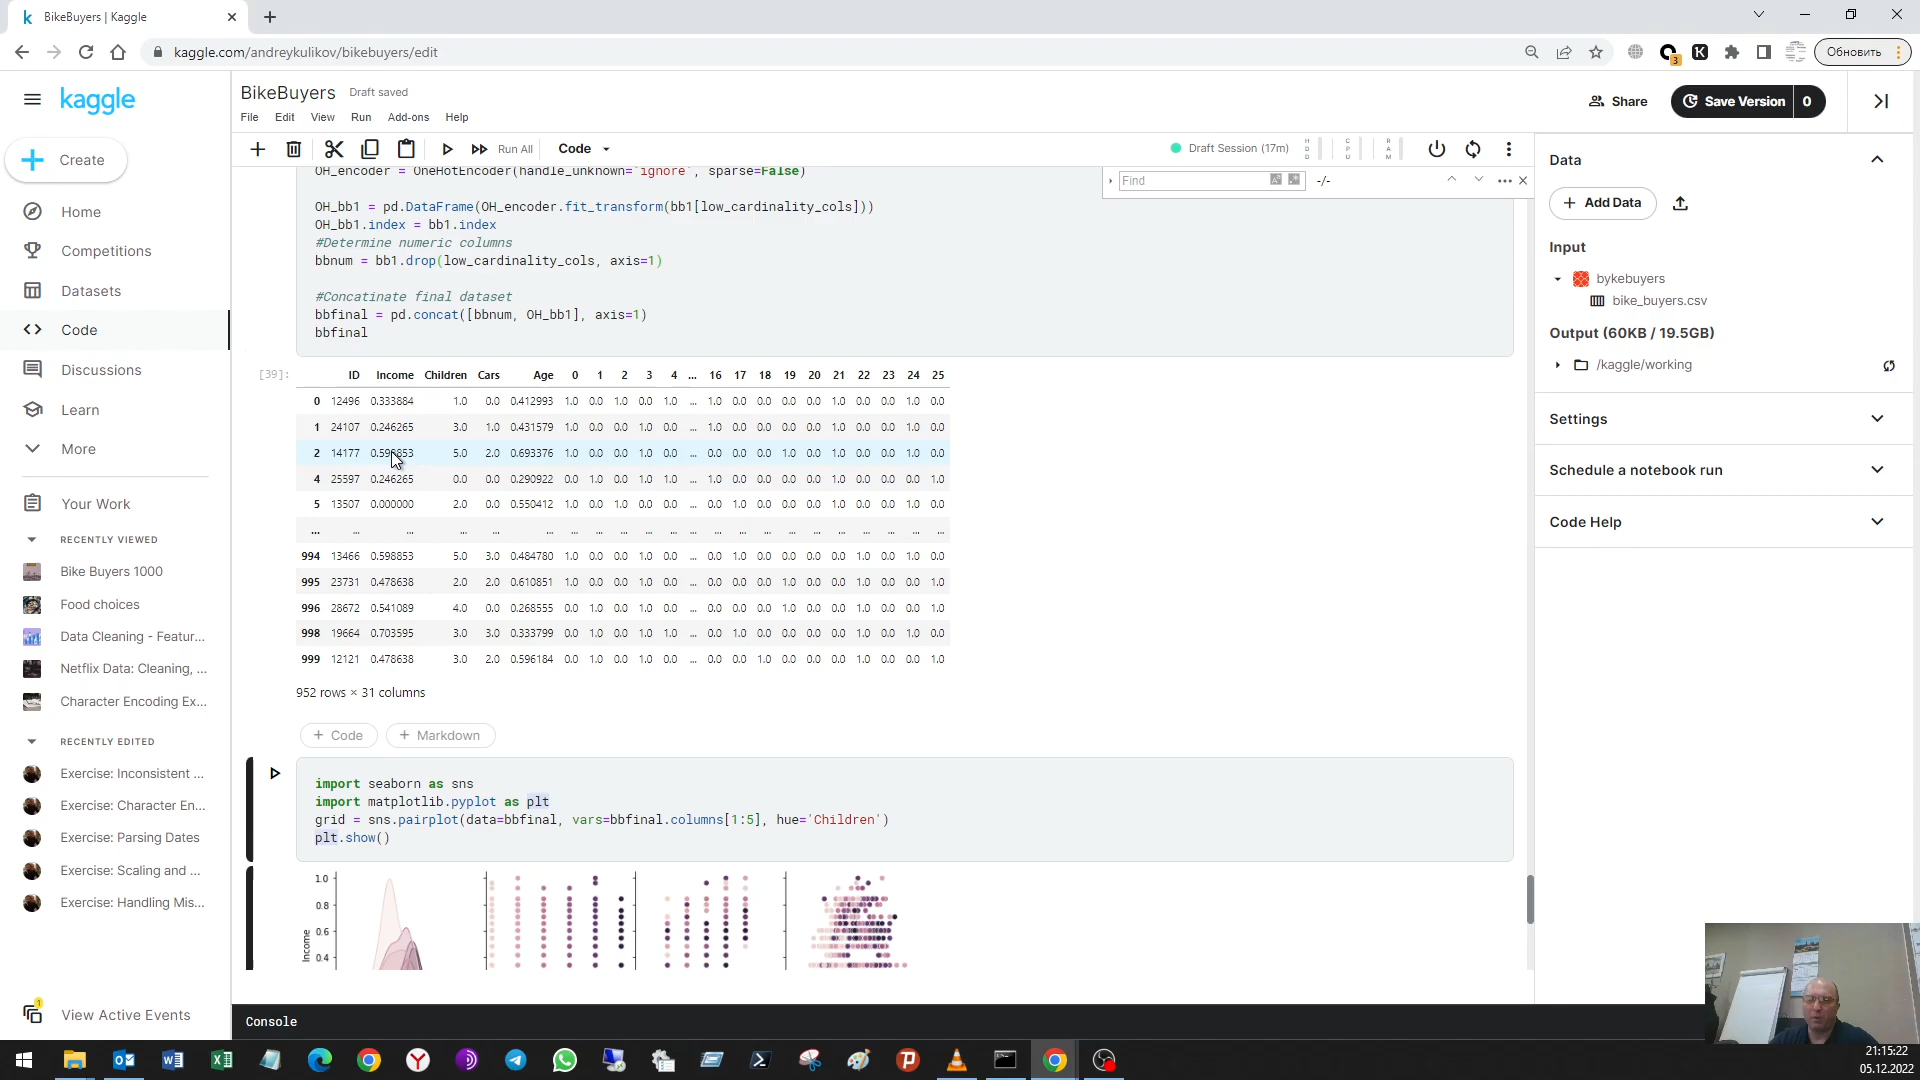 BikeBuyers | Kaggle
kaggle.com/andreykulikov/bikebuyers/edit
3
Обновить
kaggle
BikeBuyers Draft saved
File Edit View Run Add-ons Help
Share
Save Version 0
Create
Run All
Code
Draft Session (17m)
HDD
CPU
RAM
Find
-/-
Home
Competitions
Datasets
Code
Discussions
Learn
More
Your Work
RECENTLY VIEWED
Bike Buyers 1000
Food choices
Data Cleaning - Featur...
Netflix Data: Cleaning, ...
Character Encoding Ex...
RECENTLY EDITED
Exercise: Inconsistent ...
Exercise: Character En...
Exercise: Parsing Dates
Exercise: Scaling and ...
Exercise: Handling Mis...
1
View Active Events
OH_encoder = OneHotEncoder(handle_unknown='ignore', sparse=False)
OH_bb1 = pd.DataFrame(OH_encoder.fit_transform(bb1[low_cardinality_cols]))
OH_bb1.index = bb1.index
#Determine numeric columns
bbnum = bb1.drop(low_cardinality_cols, axis=1)
#Concatinate final dataset
bbfinal = pd.concat([bbnum, OH_bb1], axis=1)
bbfinal
[39]:
ID Income Children Cars Age 0 1 2 3 4 ... 16 17 18 19 20 21 22 23 24 25
0 12496 0.333884 1.0 0.0 0.412993 1.0 0.0 1.0 0.0 1.0 ... 1.0 0.0 0.0 0.0 0.0 1.0 0.0 0.0 1.0 0.0
1 24107 0.246265 3.0 1.0 0.431579 1.0 0.0 0.0 1.0 0.0 ... 1.0 0.0 0.0 0.0 0.0 1.0 0.0 0.0 1.0 0.0
2 14177 0.598853 5.0 2.0 0.693376 1.0 0.0 0.0 1.0 0.0 ... 0.0 0.0 0.0 1.0 0.0 1.0 0.0 0.0 1.0 0.0
4 25597 0.246265 0.0 0.0 0.290922 0.0 1.0 0.0 1.0 1.0 ... 1.0 0.0 0.0 0.0 0.0 1.0 0.0 0.0 0.0 1.0
5 13507 0.000000 2.0 0.0 0.550412 1.0 0.0 1.0 0.0 0.0 ... 0.0 1.0 0.0 0.0 0.0 1.0 0.0 0.0 1.0 0.0
... ... ... ... ... ... ... ... ... ... ... ... ... ... ... ... ... ... ... ... ... ...
994 13466 0.598853 5.0 3.0 0.484780 1.0 0.0 0.0 1.0 0.0 ... 0.0 1.0 0.0 0.0 0.0 0.0 1.0 0.0 1.0 0.0
995 23731 0.478638 2.0 2.0 0.610851 1.0 0.0 0.0 1.0 0.0 ... 0.0 0.0 0.0 1.0 0.0 0.0 1.0 0.0 0.0 1.0
996 28672 0.541089 4.0 0.0 0.268555 0.0 1.0 0.0 1.0 0.0 ... 0.0 0.0 0.0 1.0 0.0 0.0 1.0 0.0 0.0 1.0
998 19664 0.703595 3.0 3.0 0.333799 0.0 1.0 0.0 1.0 1.0 ... 0.0 1.0 0.0 0.0 0.0 0.0 1.0 0.0 1.0 0.0
999 12121 0.478638 3.0 2.0 0.596184 0.0 1.0 0.0 1.0 0.0 ... 0.0 0.0 1.0 0.0 0.0 0.0 1.0 0.0 0.0 1.0
952 rows × 31 columns
+ Code + Markdown
import seaborn as sns
import matplotlib.pyplot as plt
grid = sns.pairplot(data=bbfinal, vars=bbfinal.columns[1:5], hue='Children')
plt.show()
1.0
0.8
0.6
0.4
Income
Console
Data
Add Data
Input
bykebuyers
bike_buyers.csv
Output (60KB / 19.5GB)
/kaggle/working
Settings
Schedule a notebook run
Code Help
21:15:22
05.12.2022